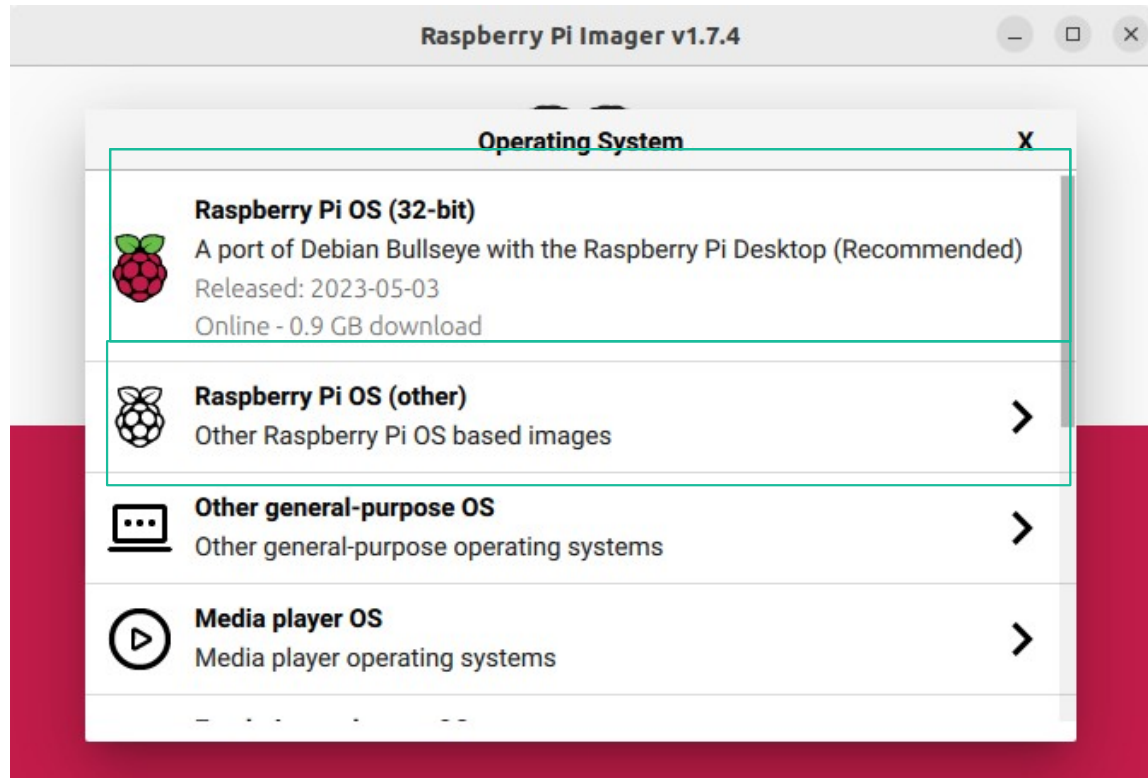 Raspberry Pi Imager v1.7.4
Operating System X
Raspberry Pi OS (32-bit)
A port of Debian Bullseye with the Raspberry Pi Desktop (Recommended)
Released: 2023-05-03
Online - 0.9 GB download
Raspberry Pi OS (other)
Other Raspberry Pi OS based images
Other general-purpose OS
Other general-purpose operating systems
Media player OS
Media player operating systems